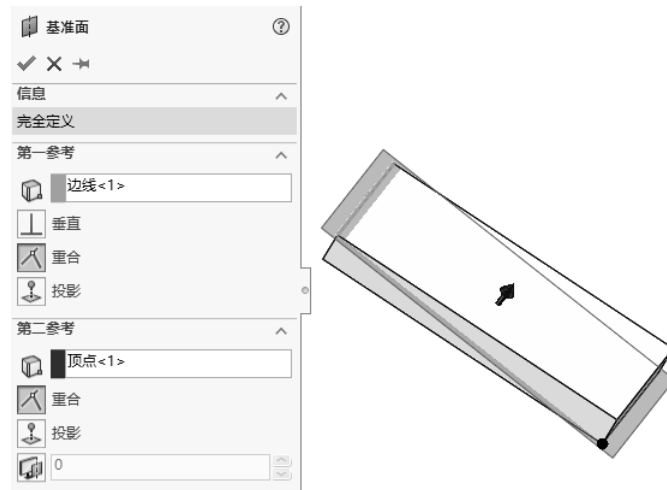 基准面
信息
完全定义
第一参考
边线<1>
垂直
重合
投影
第二参考
顶点<1>
重合
投影
0